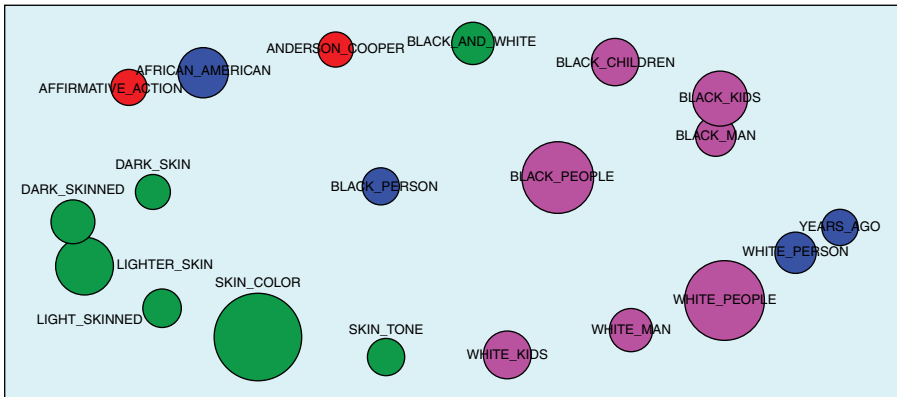 ANDERSON_COOPER
BLACK_AND_WHITE
BLACK_CHILDREN
AFRICAN_AMERICAN
AFFIRMATIVE_ACTION
BLACK_KIDS
BLACK_MAN
DARK_SKIN
BLACK_PERSON
BLACK_PEOPLE
DARK_SKINNED
YEARS_AGO
WHITE_PERSON
LIGHTER_SKIN
SKIN_COLOR
WHITE_PEOPLE
LIGHT_SKINNED
SKIN_TONE
WHITE_MAN
WHITE_KIDS